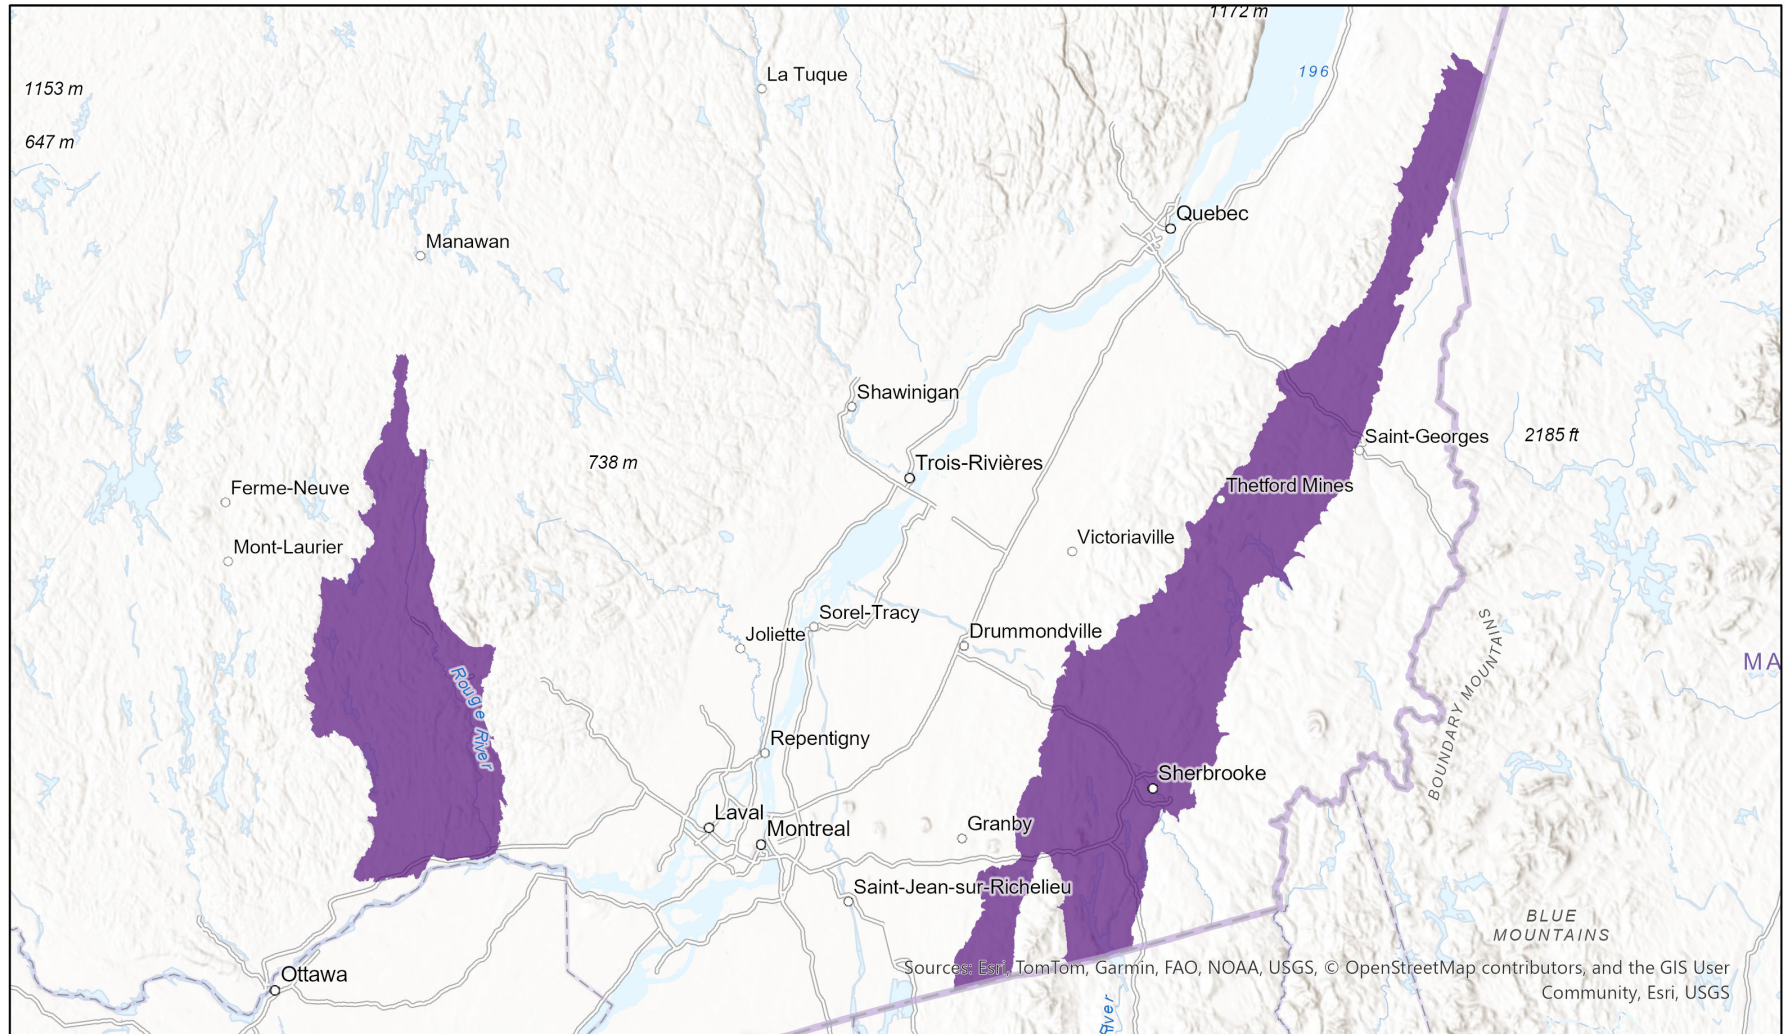 1172 m
196
La Tuque
1153 m
647 m
Quebec
Manawan
Shawinigan
Saint-Georges
2185 ft
738 m
Trois-Rivières
Ferme-Neuve
Thetford Mines
Mont-Laurier
Victoriaville
Sorel-Tracy
Joliette
Drummondville
MA
BOUNDARY MOUNTAINS
Rouge River
Repentigny
Sherbrooke
Laval
Montreal
Granby
Saint-Jean-sur-Richelieu
BLUE
MOUNTAINS
Ottawa
Sources: Esri, TomTom, Garmin, FAO, NOAA, USGS, © OpenStreetMap contributors, and the GIS User
Community, Esri, USGS